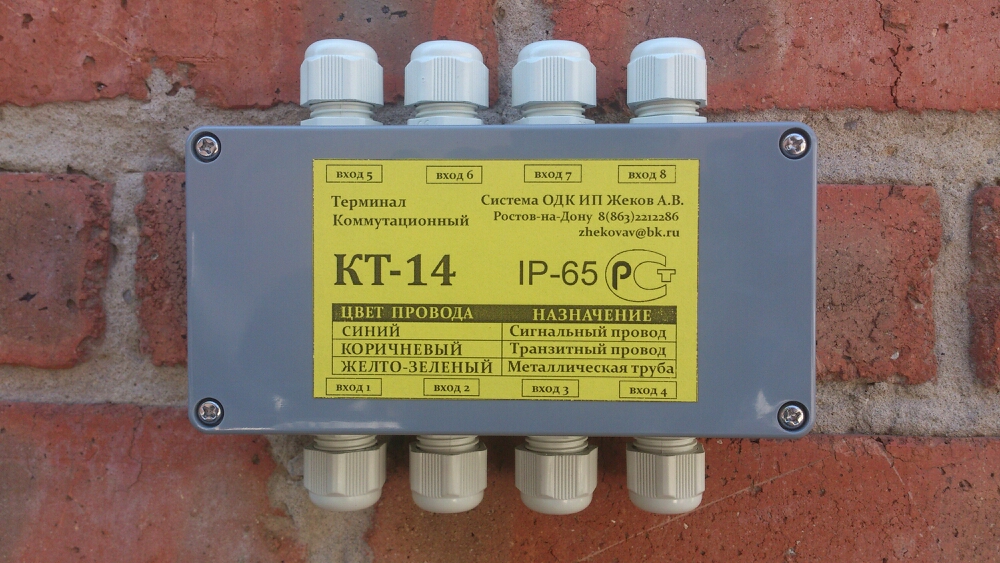 вход 5 вход 6 вход 7 вход 8
Терминал
Коммутационный
Система ОДК ИП Жеков А.В.
Ростов-на-Дону 8(863)2212286
zhekovav@bk.ru
КТ-14
IP-65 РСТ
ЦВЕТ ПРОВОДА НАЗНАЧЕНИЕ
СИНИЙ Сигнальный провод
КОРИЧНЕВЫЙ Транзитный провод
ЖЕЛТО-ЗЕЛЕНЫЙ Металлическая труба
вход 1 вход 2 вход 3 вход 4